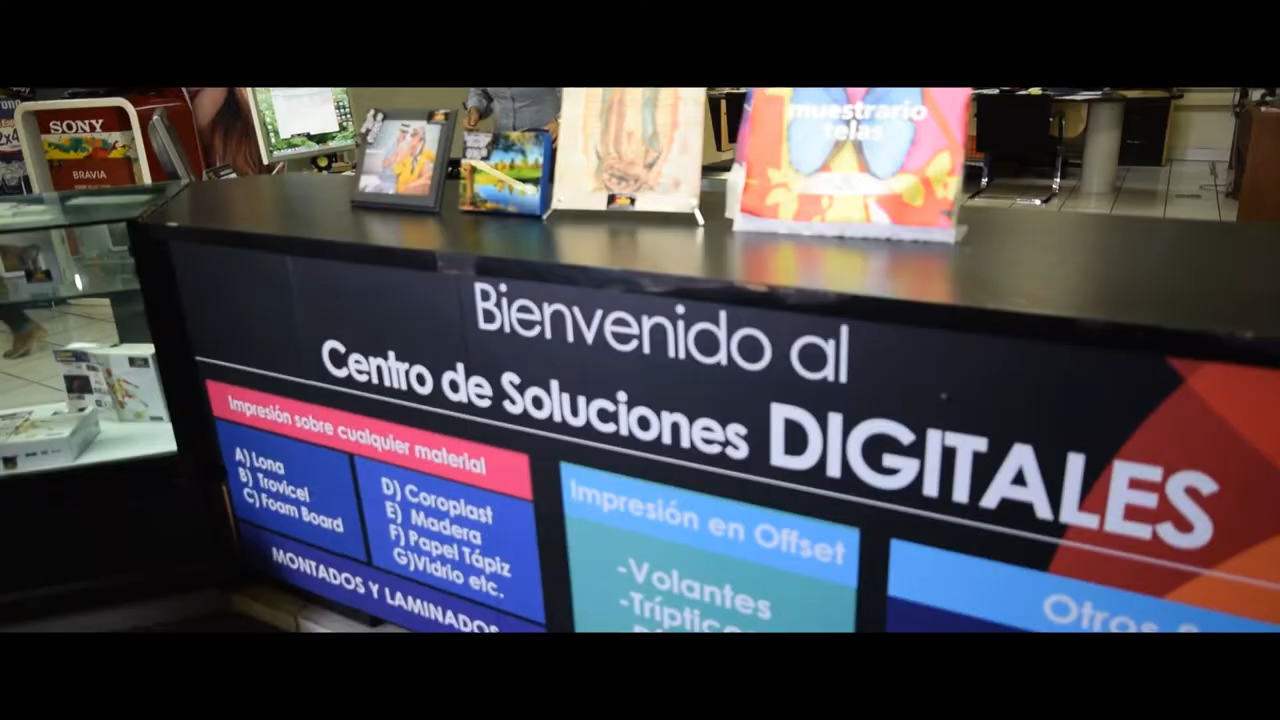 SONY
BRAVIA
muestrario
telas
Bienvenido al
Centro de Soluciones DIGITALES
Impresión sobre cualquier material
A) Lona
B) Trovicel
C) Foam Board
D) Coroplast
E) Madera
F) Papel Tápiz
G)Vidrio etc.
MONTADOS Y LAMINADOS
Impresión en Offset
-Volantes
Otros